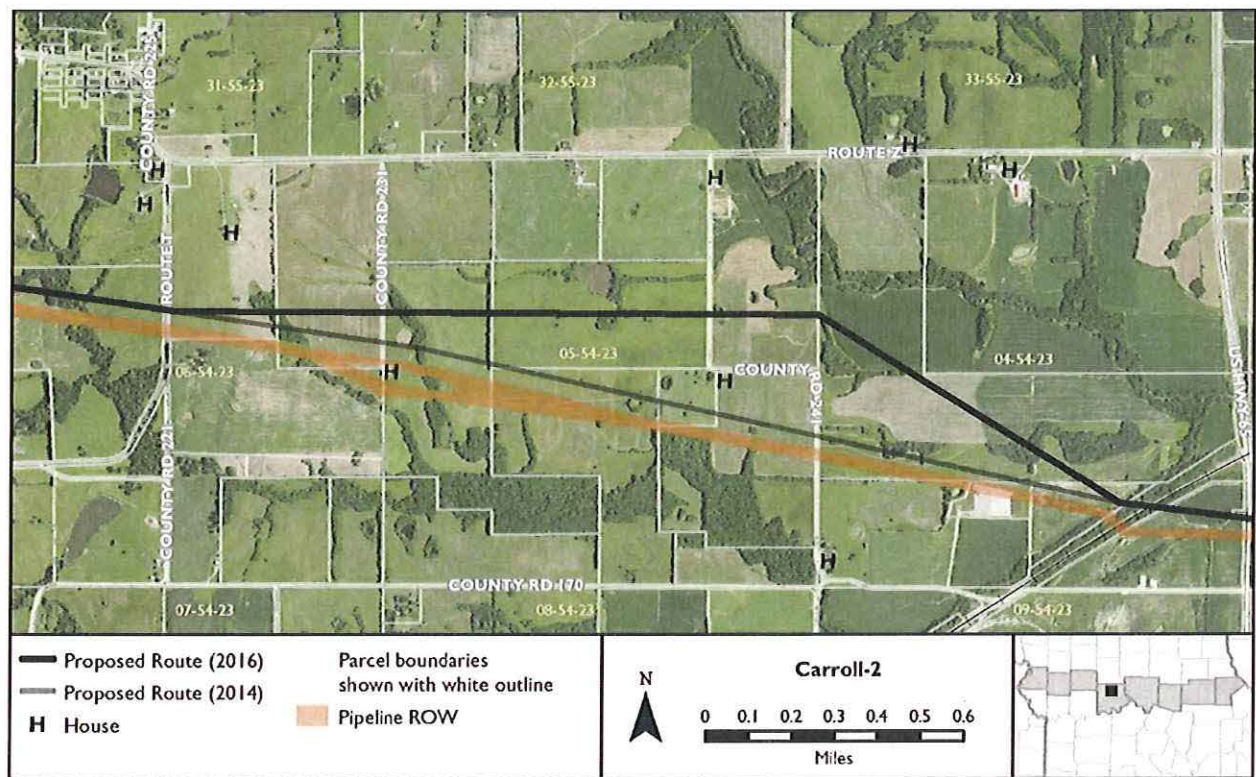 COUNTY RD 225
31-55-23
32-55-23
33-55-23
H
ROUTE Z
H
H
H
H
COUNTY RD 231
H
ROUTE
US HWY 65
05-54-23
04-54-23
06-54-23
H
H
COUNTY
RD 241
COUNTY RD 221
H
COUNTY RD 170
07-54-23
08-54-23
09-54-23
Proposed Route (2016)
Proposed Route (2014)
H House
Parcel boundaries
shown with white outline
Pipeline ROW
N
Carroll-2
0 0.1 0.2 0.3 0.4 0.5 0.6
Miles